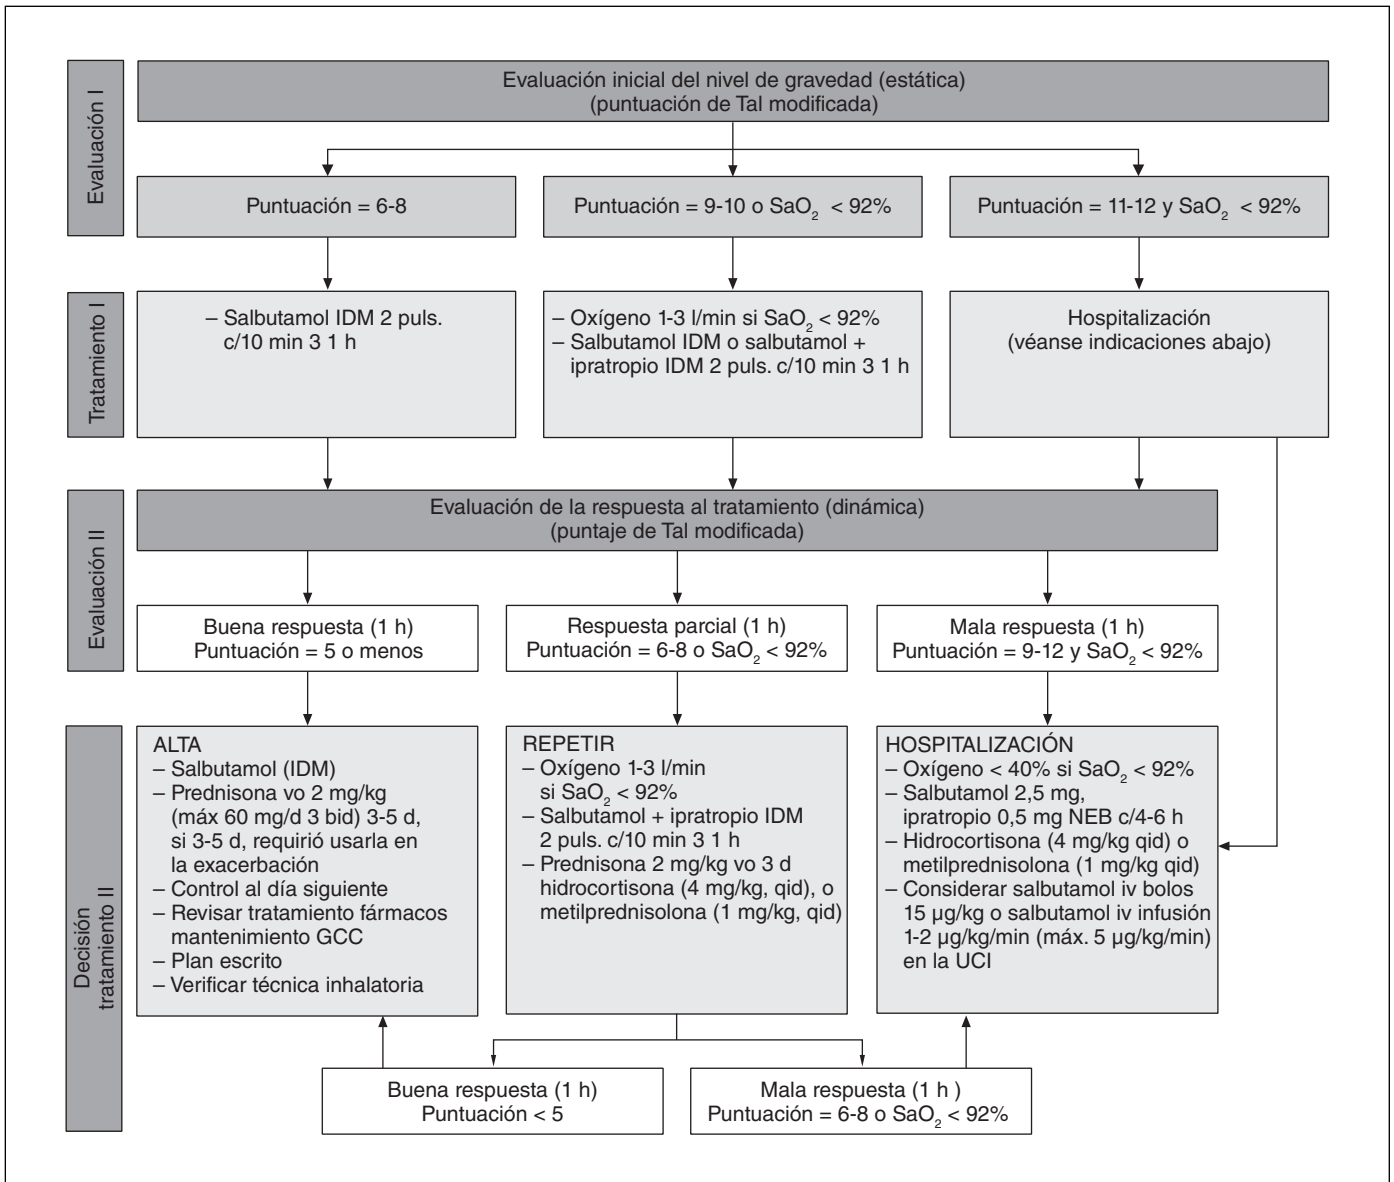 Evaluación I
Evaluación inicial del nivel de gravedad (estática)
(puntuación de Tal modificada)
Puntuación = 6-8
Puntuación = 9-10 o SaO2 < 92%
Puntuación = 11-12 y SaO2 < 92%
Tratamiento I
– Salbutamol IDM 2 puls.
c/10 min 3 1 h
– Oxígeno 1-3 l/min si SaO2 < 92%
– Salbutamol IDM o salbutamol +
ipratropio IDM 2 puls. c/10 min 3 1 h
Hospitalización
(véanse indicaciones abajo)
Evaluación II
Evaluación de la respuesta al tratamiento (dinámica)
(puntaje de Tal modificada)
Buena respuesta (1 h)
Puntuación = 5 o menos
Respuesta parcial (1 h)
Puntuación = 6-8 o SaO2 < 92%
Mala respuesta (1 h)
Puntuación = 9-12 y SaO2 < 92%
Decisión
tratamiento II
ALTA
– Salbutamol (IDM)
– Prednisona vo 2 mg/kg
(máx 60 mg/d 3 bid) 3-5 d,
si 3-5 d, requirió usarla en
la exacerbación
– Control al día siguiente
– Revisar tratamiento fármacos
mantenimiento GCC
– Plan escrito
– Verificar técnica inhalatoria
REPETIR
– Oxígeno 1-3 l/min
si SaO2 < 92%
– Salbutamol + ipratropio IDM
2 puls. c/10 min 3 1 h
– Prednisona 2 mg/kg vo 3 d
hidrocortisona (4 mg/kg, qid), o
metilprednisolona (1 mg/kg, qid)
HOSPITALIZACIÓN
– Oxígeno < 40% si SaO2 < 92%
– Salbutamol 2,5 mg,
ipratropio 0,5 mg NEB c/4-6 h
– Hidrocortisona (4 mg/kg qid) o
metilprednisolona (1 mg/kg qid)
– Considerar salbutamol iv bolos
15 µg/kg o salbutamol iv infusión
1-2 µg/kg/min (máx. 5 µg/kg/min)
en la UCI
Buena respuesta (1 h)
Puntuación < 5
Mala respuesta (1 h )
Puntuación = 6-8 o SaO2 < 92%